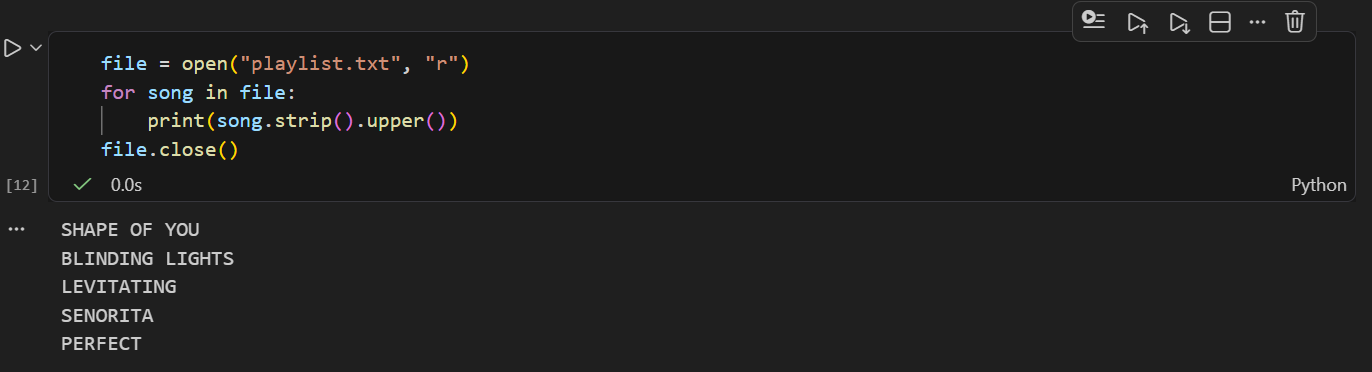 file = open("playlist.txt", "r")
for song in file:
    print(song.strip().upper())
file.close()
[12]
0.0s
Python
SHAPE OF YOU
BLINDING LIGHTS
LEVITATING
SENORITA
PERFECT